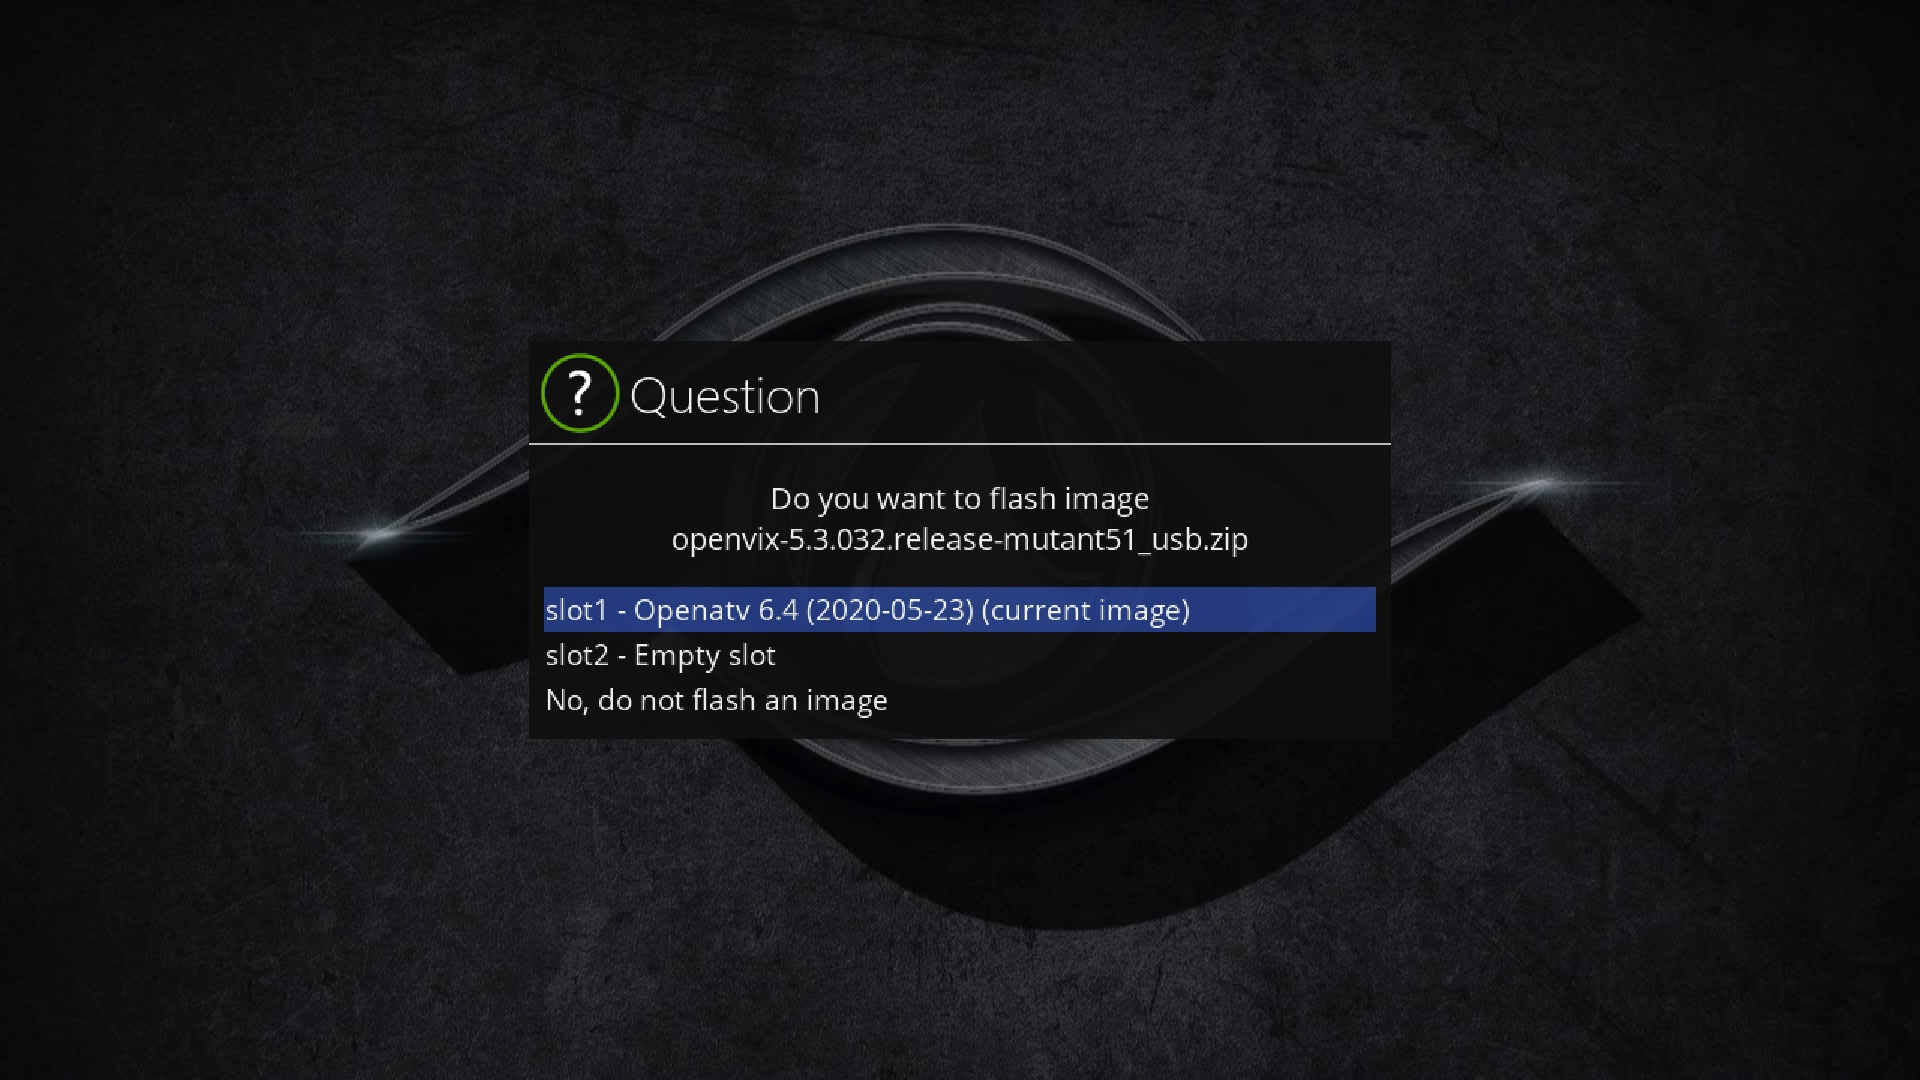 ? Question
Do you want to flash image
openvix-5.3.032.release-mutant51_usb.zip
slot1 - Openatv 6.4 (2020-05-23) (current image)
slot2 - Empty slot
No, do not flash an image